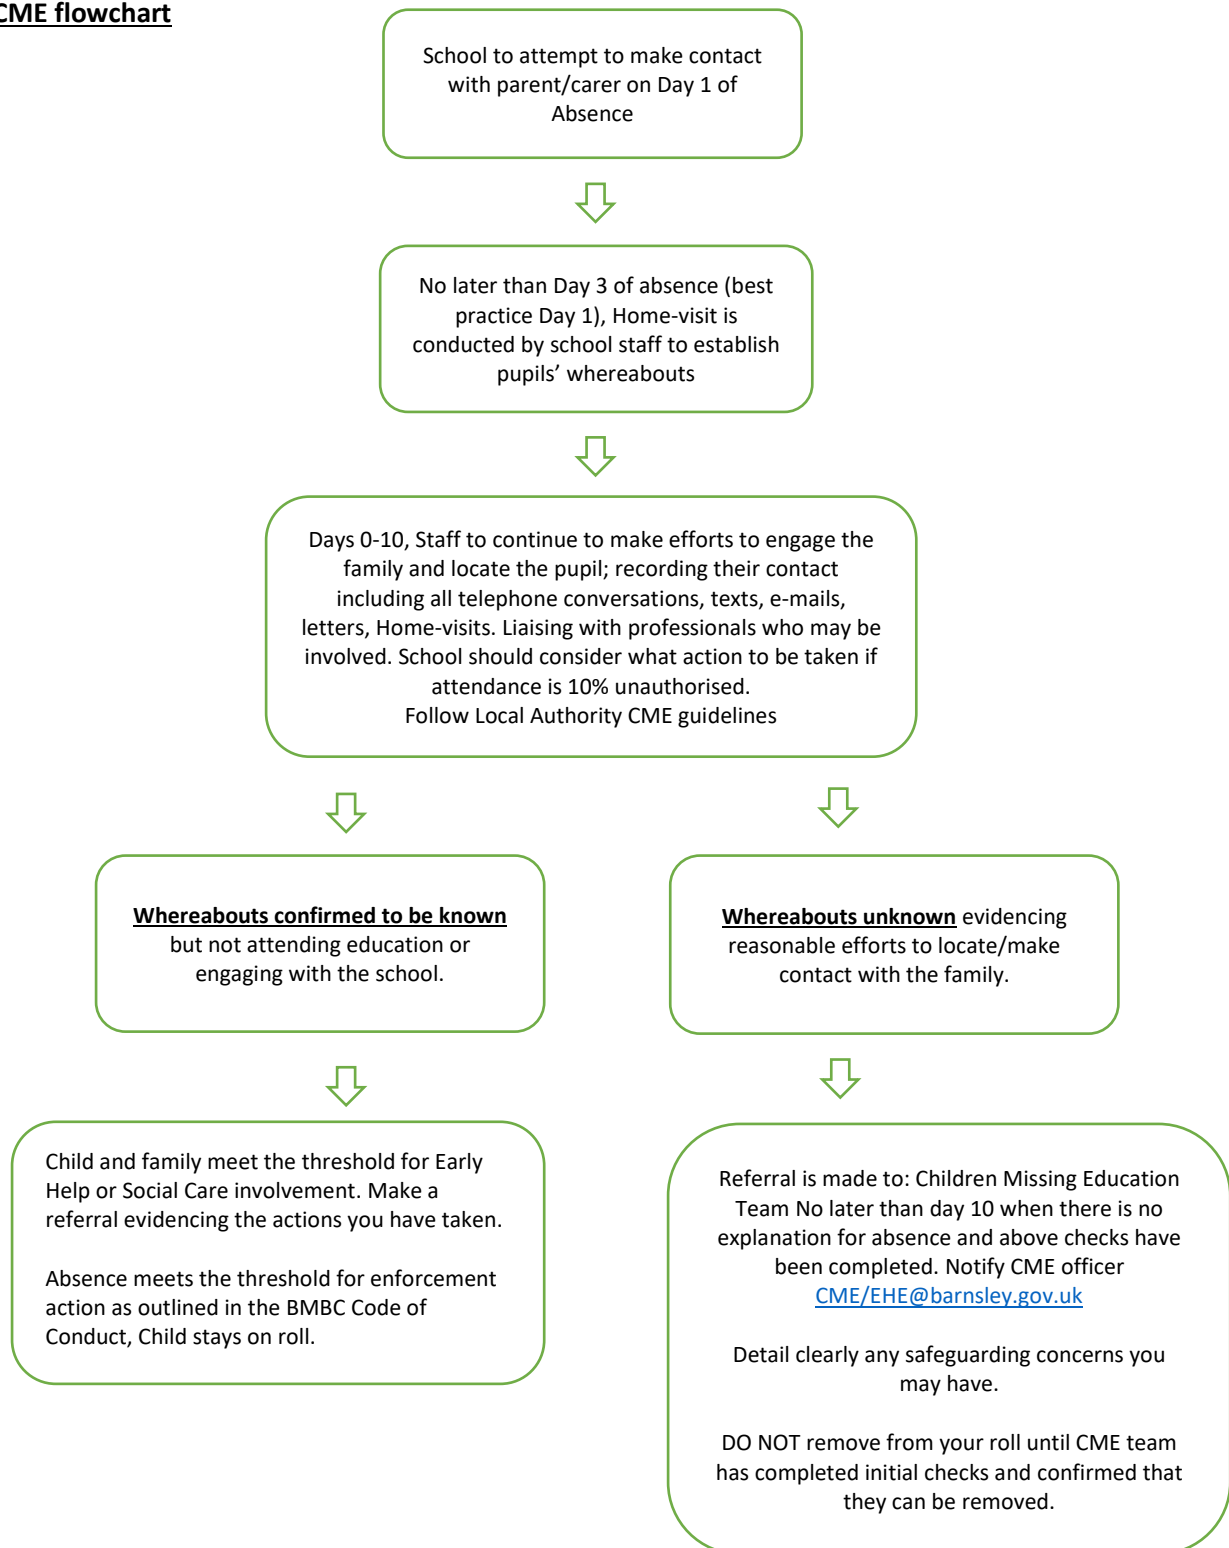 CME flowchart
School to attempt to make contact
with parent/carer on Day 1 of
Absence
No later than Day 3 of absence (best
practice Day 1), Home-visit is
conducted by school staff to establish
pupils’ whereabouts
Days 0-10, Staff to continue to make efforts to engage the
family and locate the pupil; recording their contact
including all telephone conversations, texts, e-mails,
letters, Home-visits. Liaising with professionals who may be
involved. School should consider what action to be taken if
attendance is 10% unauthorised.
Follow Local Authority CME guidelines
Whereabouts confirmed to be known
but not attending education or
engaging with the school.
Whereabouts unknown evidencing
reasonable efforts to locate/make
contact with the family.
Child and family meet the threshold for Early
Help or Social Care involvement. Make a
referral evidencing the actions you have taken.
Absence meets the threshold for enforcement
action as outlined in the BMBC Code of
Conduct, Child stays on roll.
Referral is made to: Children Missing Education
Team No later than day 10 when there is no
explanation for absence and above checks have
been completed. Notify CME officer
CME/EHE@barnsley.gov.uk
Detail clearly any safeguarding concerns you
may have.
DO NOT remove from your roll until CME team
has completed initial checks and confirmed that
they can be removed.